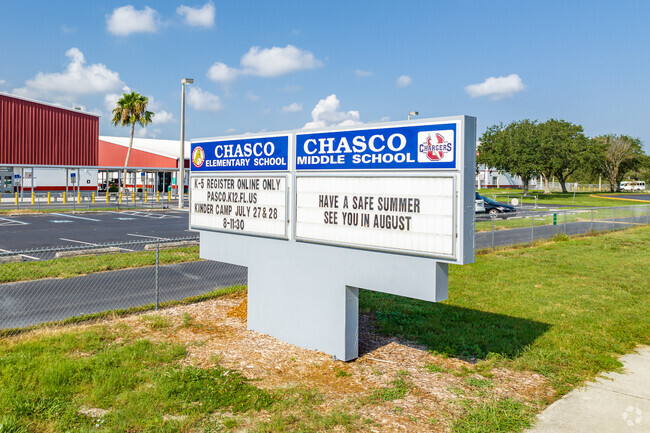 CHASCO
ELEMENTARY SCHOOL
K-5 REGISTER ONLINE ONLY
PASCO.K12.FL.US
KINDER CAMP JULY 27&28
8-11:30
CHASCO
MIDDLE SCHOOL
CHARGERS
HAVE A SAFE SUMMER
SEE YOU IN AUGUST